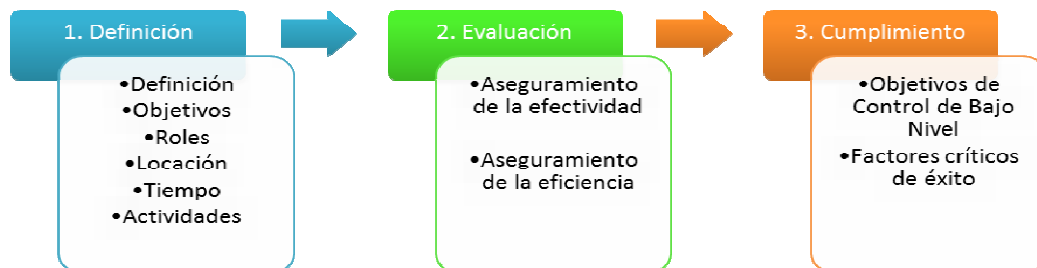 1. Definición
•Definición
•Objetivos
•Roles
•Locación
•Tiempo
•Actividades
2. Evaluación
•Aseguramiento
de la efectividad
•Aseguramiento
de la eficiencia
3. Cumplimiento
•Objetivos de
Control de Bajo
Nivel
•Factores críticos
de éxito